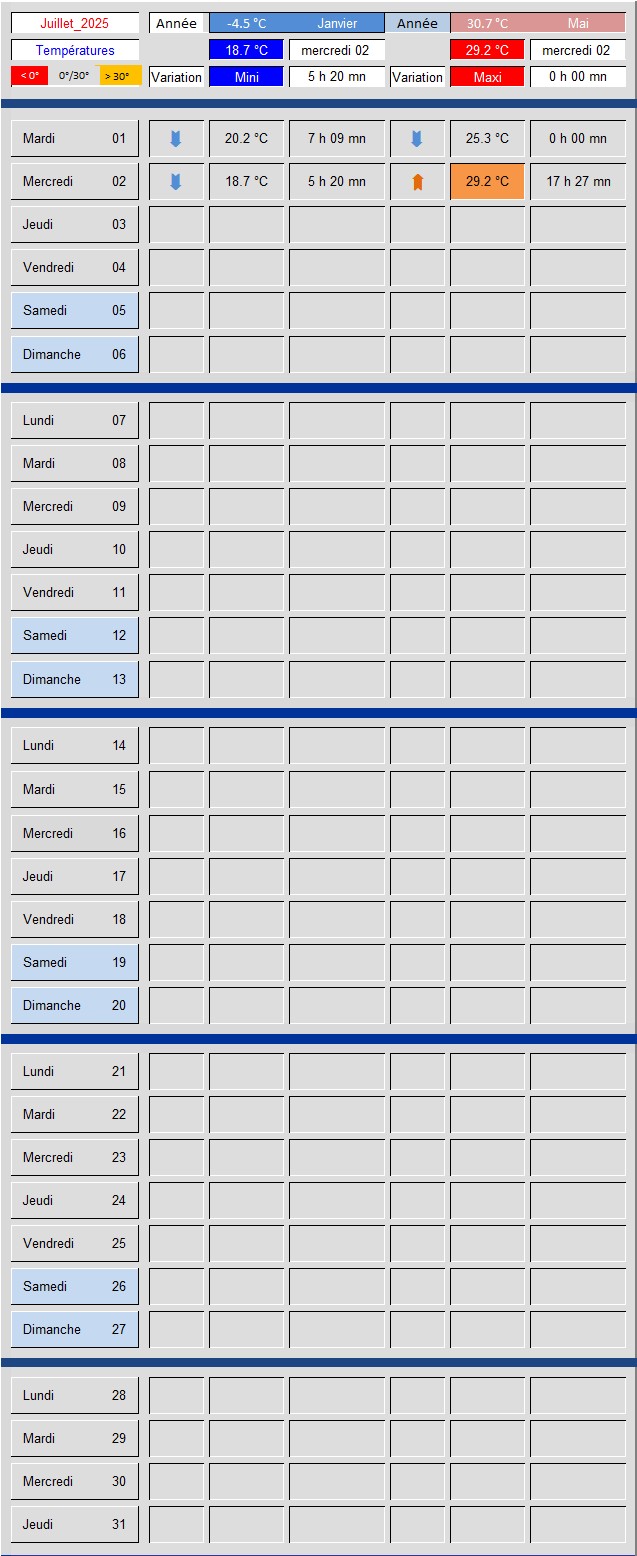 Juillet_2025 Année -4.5 °C Janvier Année 30.7 °C Mai
Températures 18.7 °C mercredi 02 29.2 °C mercredi 02
< 0° 0°/30° > 30° Variation Mini 5 h 20 mn Variation Maxi 0 h 00 mn
Mardi 01 20.2 °C 7 h 09 mn 25.3 °C 0 h 00 mn
Mercredi 02 18.7 °C 5 h 20 mn 29.2 °C 17 h 27 mn
Jeudi 03
Vendredi 04
Samedi 05
Dimanche 06
Lundi 07
Mardi 08
Mercredi 09
Jeudi 10
Vendredi 11
Samedi 12
Dimanche 13
Lundi 14
Mardi 15
Mercredi 16
Jeudi 17
Vendredi 18
Samedi 19
Dimanche 20
Lundi 21
Mardi 22
Mercredi 23
Jeudi 24
Vendredi 25
Samedi 26
Dimanche 27
Lundi 28
Mardi 29
Mercredi 30
Jeudi 31